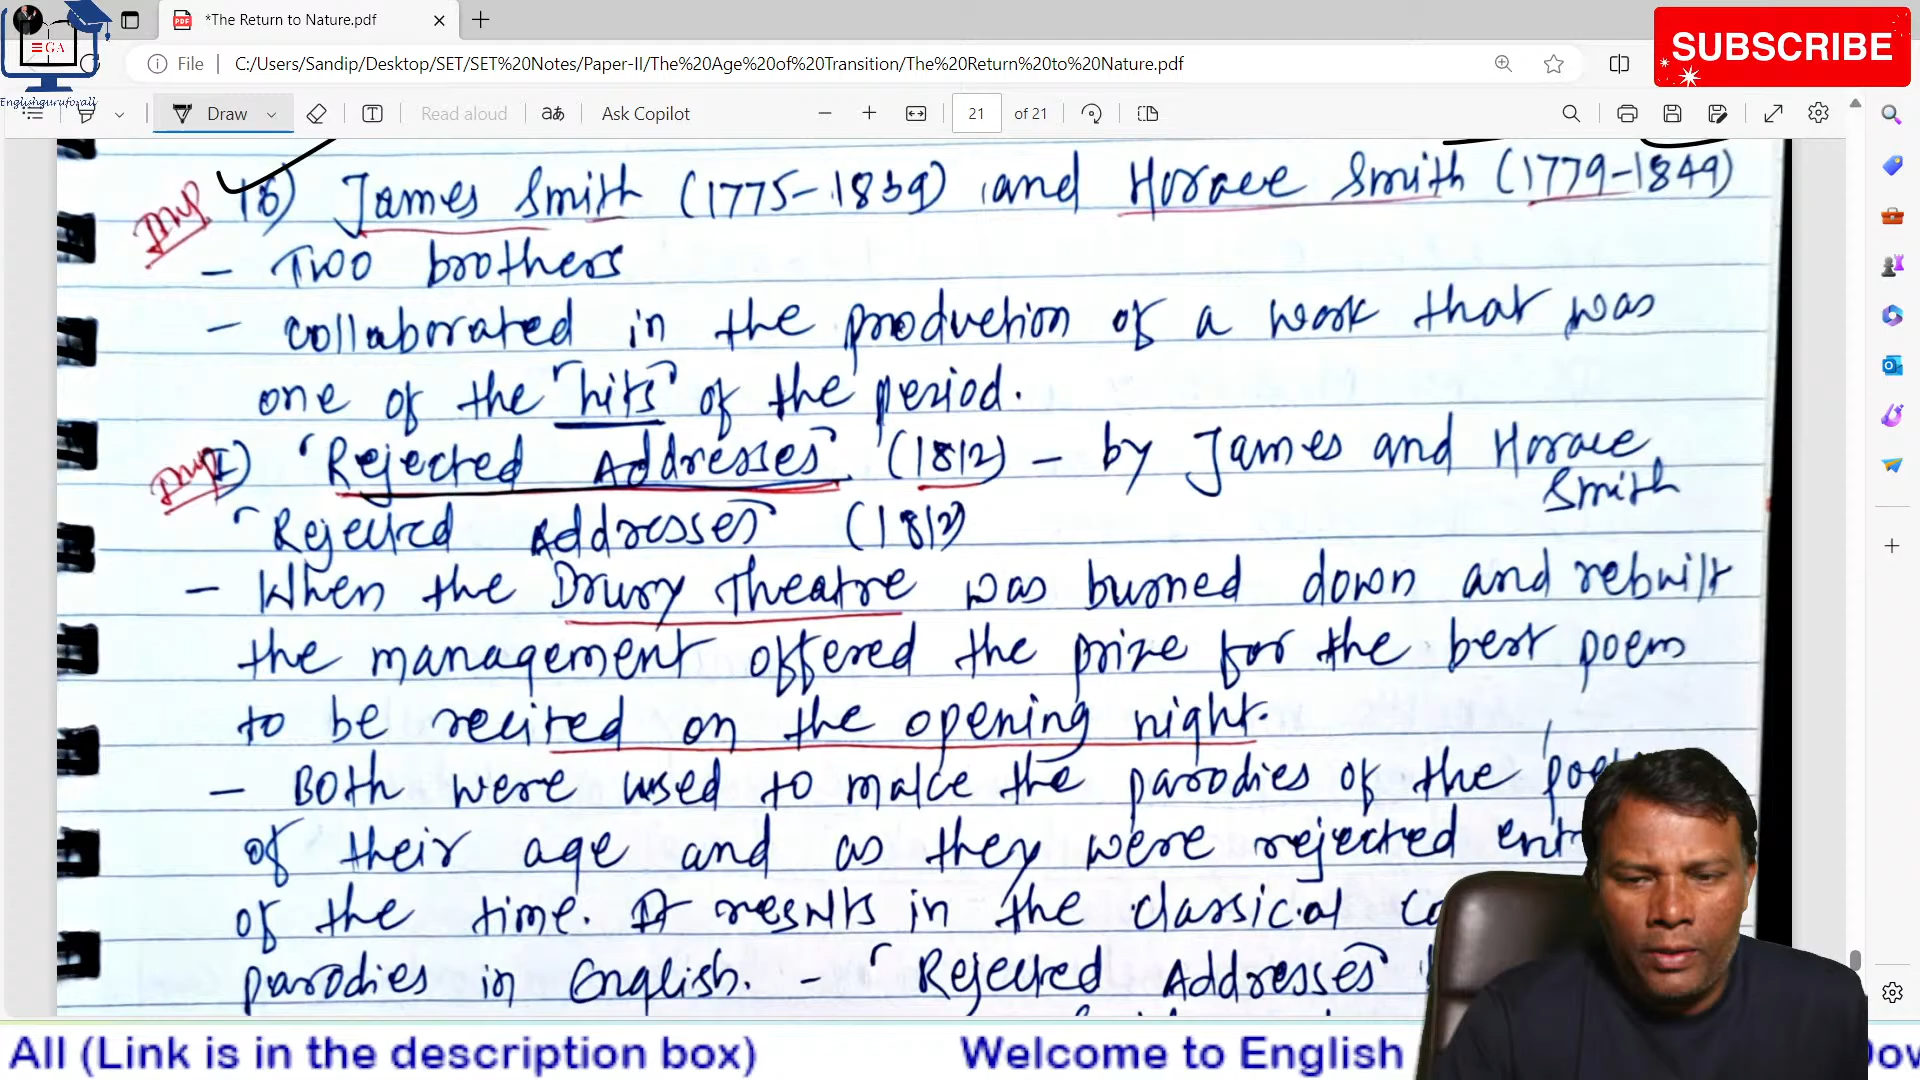 *The Return to Nature.pdf
SUBSCRIBE
GA
Englishguruforall
File
C:/Users/Sandip/Desktop/SET/SET%20Notes/Paper-II/The%20Age%20of%20Transition/The%20Return%20to%20Nature.pdf
Draw
Read aloud
Ask Copilot
21 of 21
Imp 15) James Smith (1775-1839) and Horace Smith (1779-1849)
- Two brothers
- collaborated in the production of a work that was
one of the "hits" of the period.
Imp I) "Rejected Addresses" (1812) - by James and Horace
Smith
"Rejected Addresses" (1812)
- When the Drury Theatre was burned down and rebuilt
the management offered the prize for the best poem
to be recited on the opening night.
- Both were used to make the parodies of the
of their age and as they were rejected
of the time. It results in the classical
parodies in English. - "Rejected Addresses"
All (Link is in the description box) Welcome to English